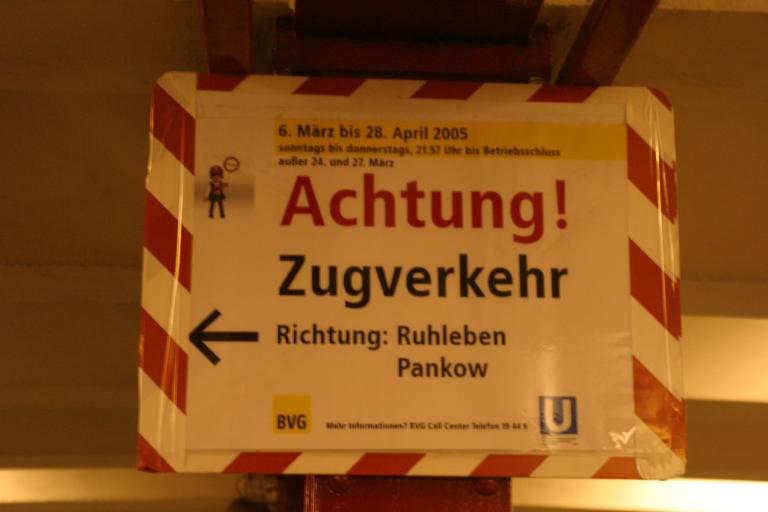 6. März bis 28. April 2005
sonntags bis donnerstags, 21.57 Uhr bis Betriebsschluss
außer 24. und 27. März
Achtung!
Zugverkehr
Richtung: Ruhleben
Pankow
BVG Mehr Informationen? BVG Call Center Telefon 19 44 9 U